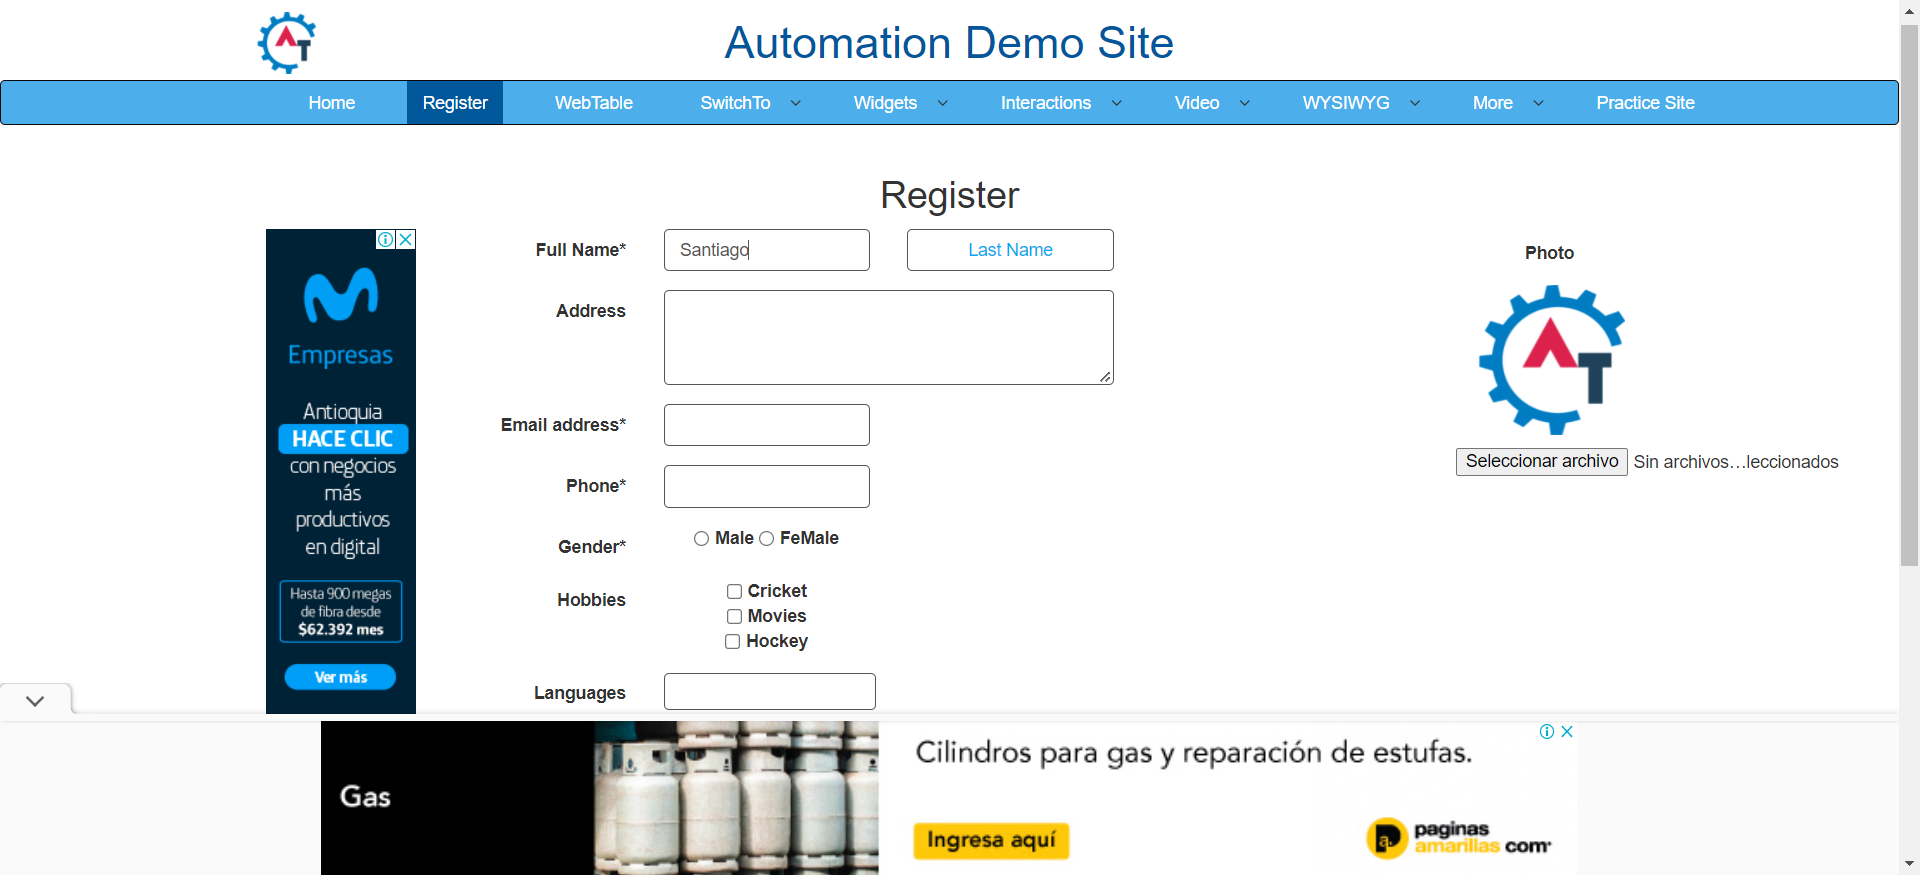 AT
Automation Demo Site
Home Register WebTable SwitchTo Widgets Interactions Video WYSIWYG More Practice Site
Register
Full Name* Santiago Last Name
Photo
Address
AT
Email address*
Seleccionar archivo Sin archivos…leccionados
Phone*
Gender* Male FeMale
Hobbies Cricket
Movies
Hockey
Languages
Empresas
Antioquia
HACE CLIC
con negocios
más
productivos
en digital
Hasta 900 megas
de fibra desde
$62.392 mes
Ver más
Gas
Cilindros para gas y reparación de estufas.
Ingresa aquí
paginas
amarillas com